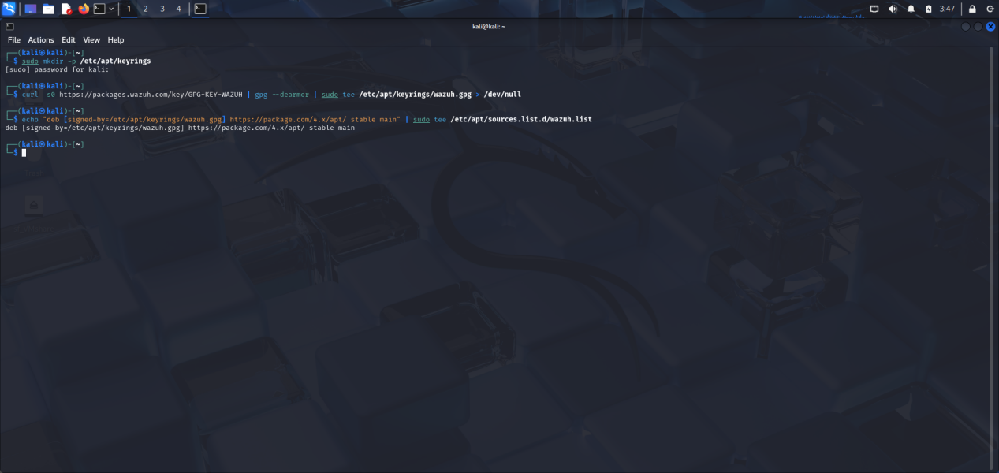 1 2 3 4
3:47
kali@kali: ~
File Actions Edit View Help
┌──(kali㉿kali)-[~]
└─$ sudo mkdir -p /etc/apt/keyrings
[sudo] password for kali:
┌──(kali㉿kali)-[~]
└─$ curl -s0 https://packages.wazuh.com/key/GPG-KEY-WAZUH | gpg --dearmor | sudo tee /etc/apt/keyrings/wazuh.gpg > /dev/null
┌──(kali㉿kali)-[~]
└─$ echo "deb [signed-by=/etc/apt/keyrings/wazuh.gpg] https://package.com/4.x/apt/ stable main" | sudo tee /etc/apt/sources.list.d/wazuh.list
deb [signed-by=/etc/apt/keyrings/wazuh.gpg] https://package.com/4.x/apt/ stable main
┌──(kali㉿kali)-[~]
└─$
Trash